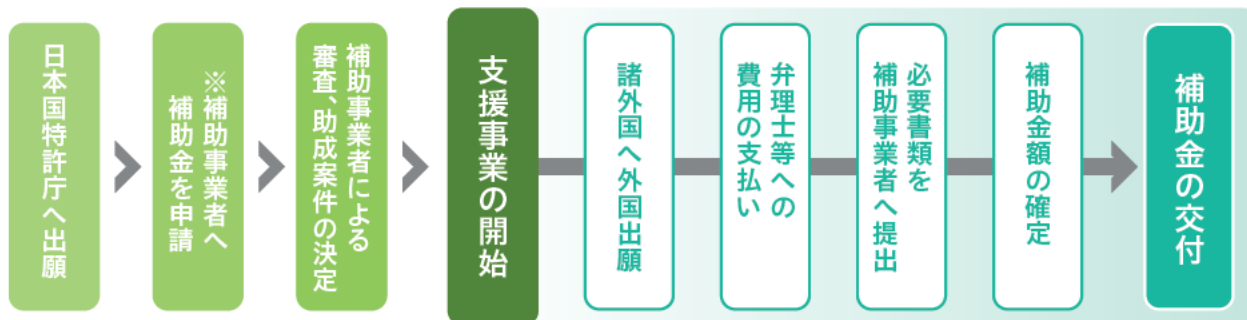 日本国特許庁へ出願
※補助事業者へ
補助金を申請
補助事業者による
審査、助成案件の決定
支援事業の開始
諸外国へ外国出願
弁理士等への
費用の支払い
必要書類を
補助事業者へ提出
補助金額の確定
補助金の交付